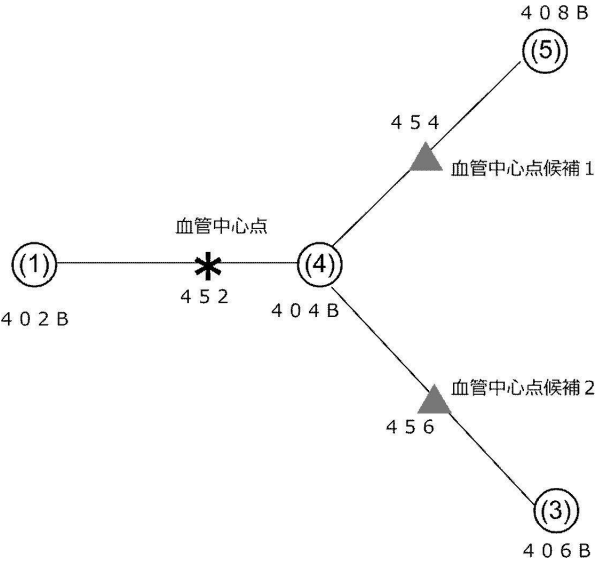 ４０８Ｂ
(5)
４５４
血管中心点候補１
血管中心点
(1)
(4)
４５２
４０２Ｂ
４０４Ｂ
血管中心点候補２
４５６
(3)
４０６Ｂ